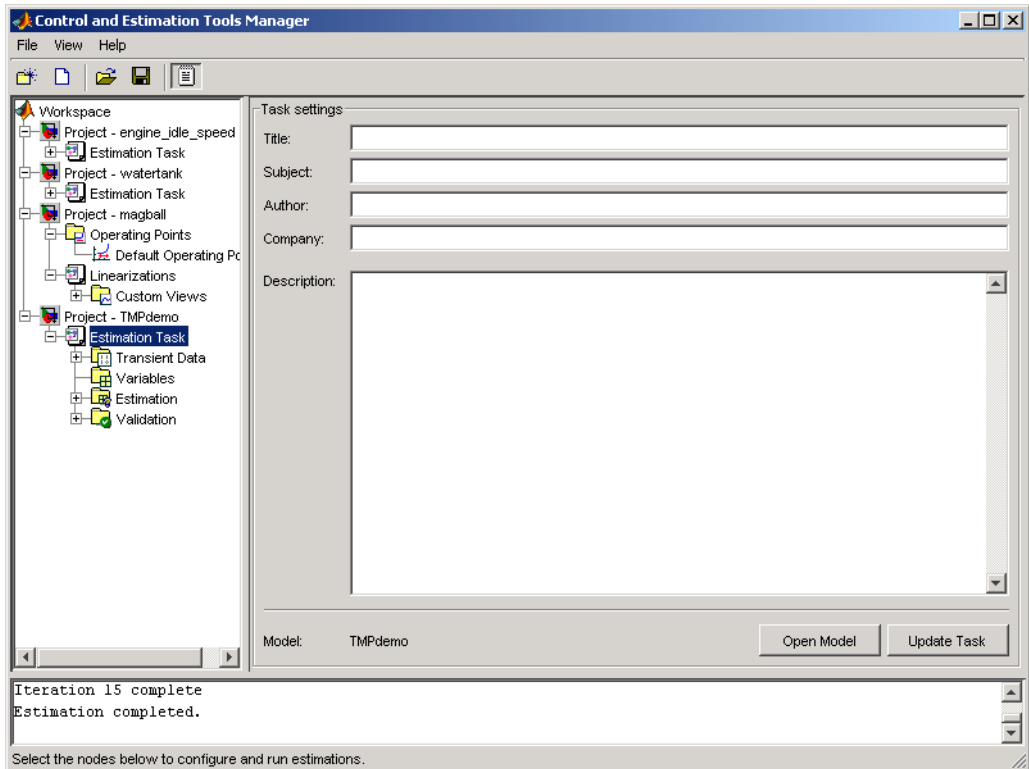 Control and Estimation Tools Manager
File View Help
Workspace
Project - engine_idle_speed
Estimation Task
Project - watertank
Estimation Task
Project - magball
Operating Points
Default Operating Po
Linearizations
Custom Views
Project - TMPdemo
Estimation Task
Transient Data
Variables
Estimation
Validation
Task settings
Title:
Subject:
Author:
Company:
Description:
Model: TMPdemo Open Model Update Task
Iteration 15 complete
Estimation completed.
Select the nodes below to configure and run estimations.